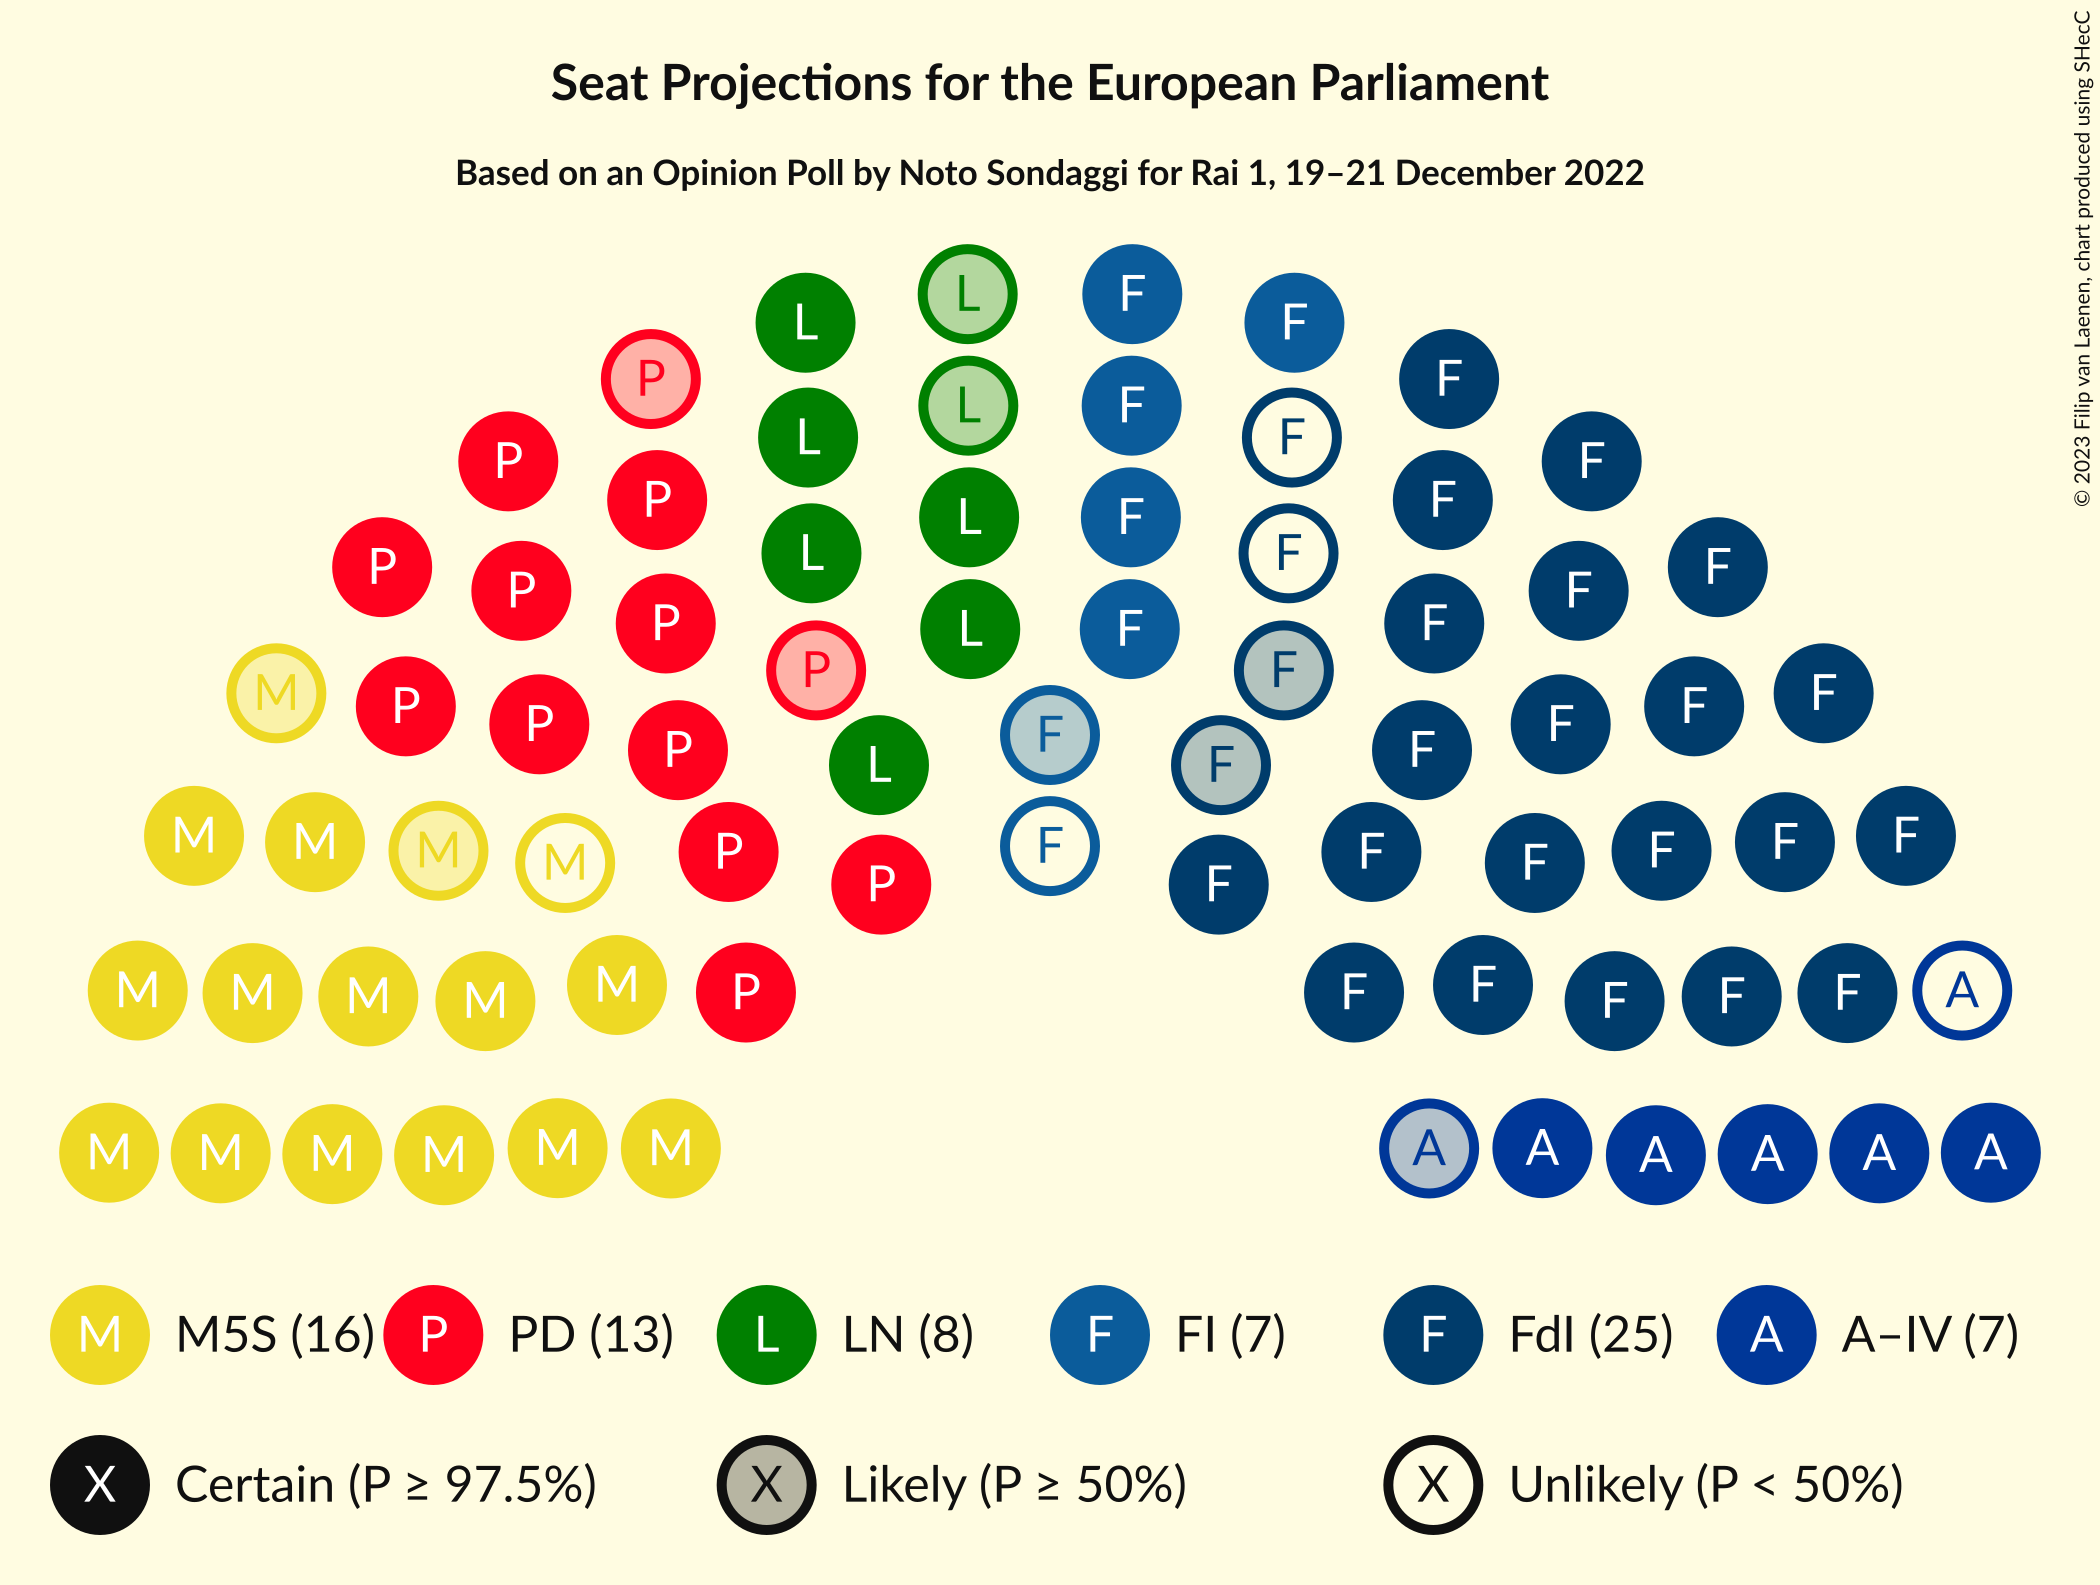 Seat Projections for the European Parliament
Based on an Opinion Poll by Noto Sondaggi for Rai 1, 19–21 December 2022
© 2023 Filip van Laenen, chart produced using SHecC
L F
L F
P F
L F
L F
P F
P F
L F
P F
L F
P F
P F
L F
P F
L F
P F
M F
P F
P F
F
P F
L F
M F
M F
F
P F
M F
M F
P F
M P F F
M M F F
M M F F
M A
M M A A
M M A A
M M A A
M M5S (16) P PD (13) L LN (8) F FI (7) F FdI (25) A A–IV (7)
X Certain (P ≥ 97.5%) X Likely (P ≥ 50%) X Unlikely (P < 50%)